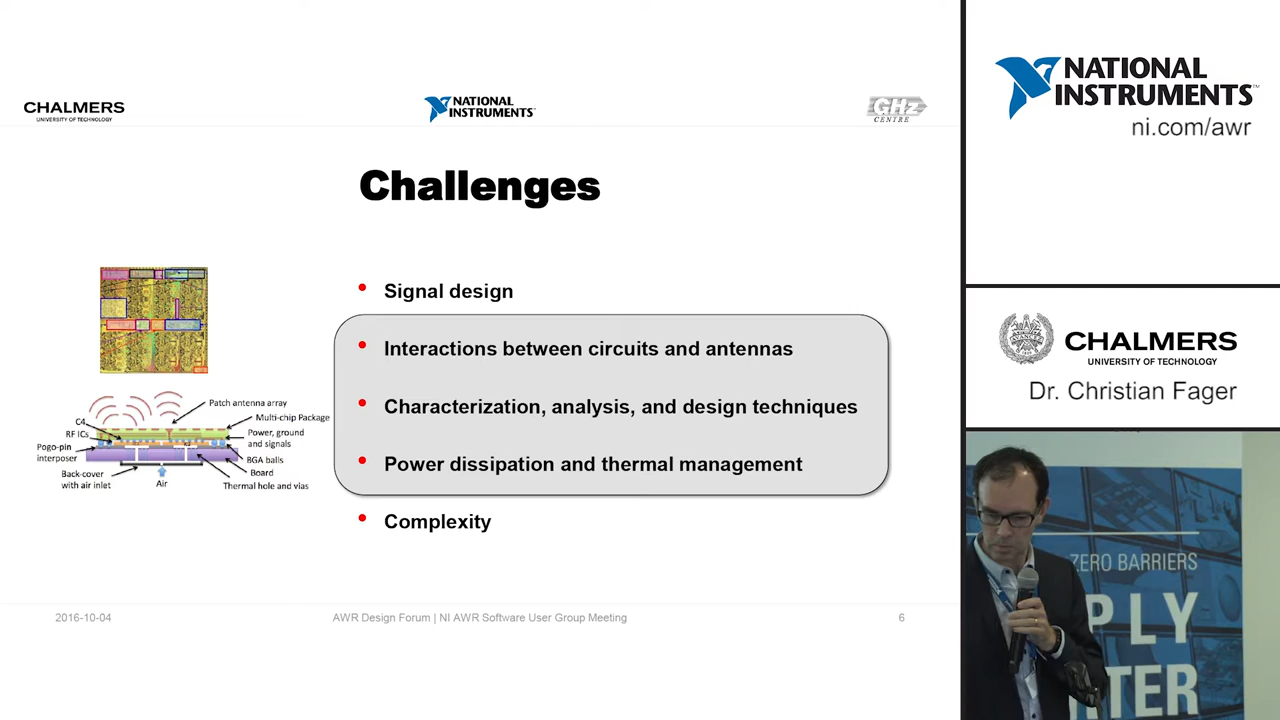 CHALMERS
UNIVERSITY OF TECHNOLOGY
NATIONAL
INSTRUMENTS
GHz
CENTRE
Challenges
• Signal design
• Interactions between circuits and antennas
• Characterization, analysis, and design techniques
• Power dissipation and thermal management
• Complexity
Patch antenna array
C4
Multi-chip Package
RF ICs
Power, ground
and signals
Pogo-pin
interposer
BGA balls
Back-cover
with air inlet
Board
Air
Thermal hole and vias
2016-10-04
AWR Design Forum | NI AWR Software User Group Meeting
6
NATIONAL
INSTRUMENTS™
ni.com/awr
CHALMERS
UNIVERSITY OF TECHNOLOGY
Dr. Christian Fager
ZERO BARRIERS
PLY
TER